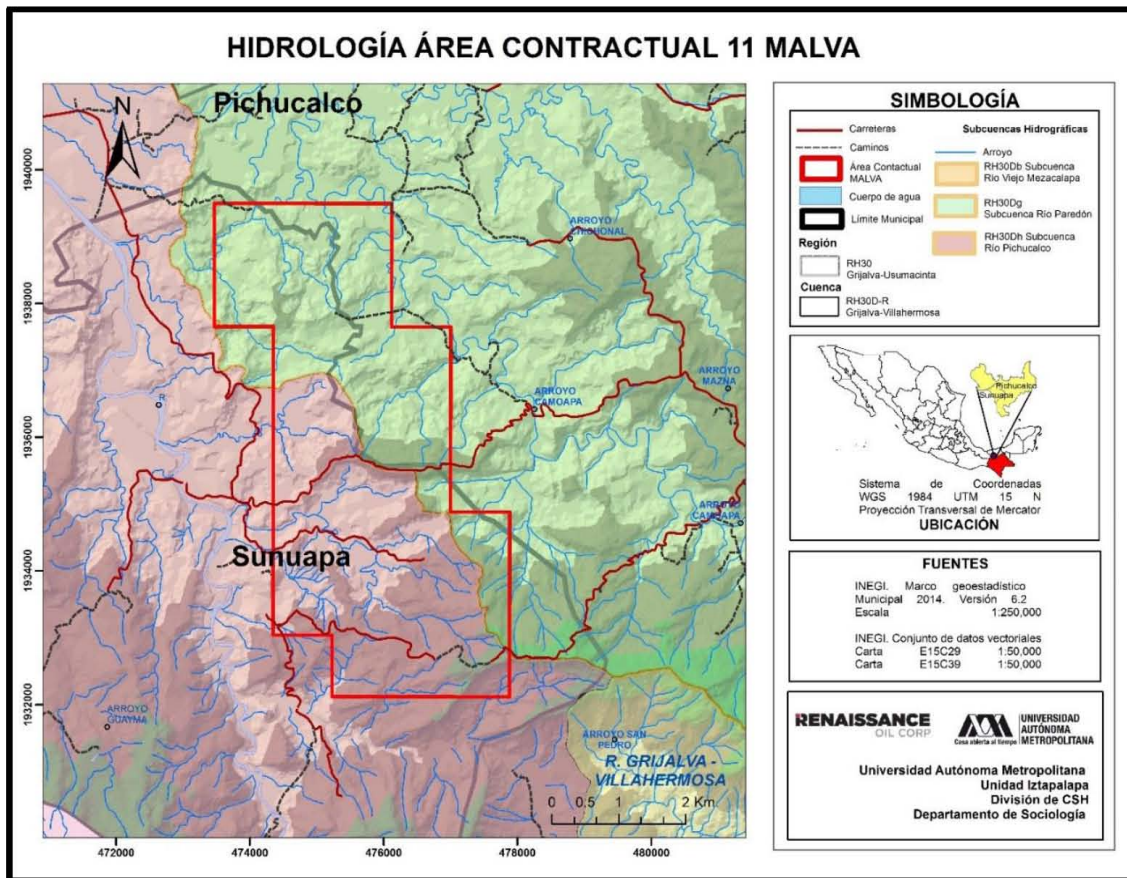 HIDROLOGÍA ÁREA CONTRACTUAL 11 MALVA
Pichucalco
N
ARROYO
ARROYO
MAZNA
ARROYO
CAMOAPA
R
ARROYO
Sunuapa
ARROYO
GUAYMA
ARROYO SAN
PEDRO
R. GRIJALVA -
VILLAHERMOSA
0 0.5 1 2 Km.
1940000
1938000
1936000
1934000
1932000
472000 474000 476000 478000 480000
SIMBOLOGÍA
Carreteras
Caminos
Área Contactual
MALVA
Cuerpo de agua
Límite Municipal
Región
RH30
Grijalva-Usumacinta
Cuenca
RH30D-R
Grijalva-Villahermosa
Subcuencas Hidrográficas
Arroyo
RH30Db Subcuenca
Río Viejo Mezacalapa
RH30Dg
Subcuenca Río Paredón
RH30Dh Subcuenca
Río Pichucalco
Pichucalco
Sunuapa
Sistema de Coordenadas
WGS 1984 UTM 15 N
Proyección Transversal de Mercator
UBICACIÓN
FUENTES
INEGI. Marco geoestadístico
Municipal 2014. Versión 6.2
Escala 1:250,000
INEGI. Conjunto de datos vectoriales
Carta E15C29 1:50,000
Carta E15C39 1:50,000
RENAISSANCE
OIL CORP
Casa abierta al tiempo
UNIVERSIDAD
AUTÓNOMA
METROPOLITANA
Universidad Autónoma Metropolitana
Unidad Iztapalapa
División de CSH
Departamento de Sociología